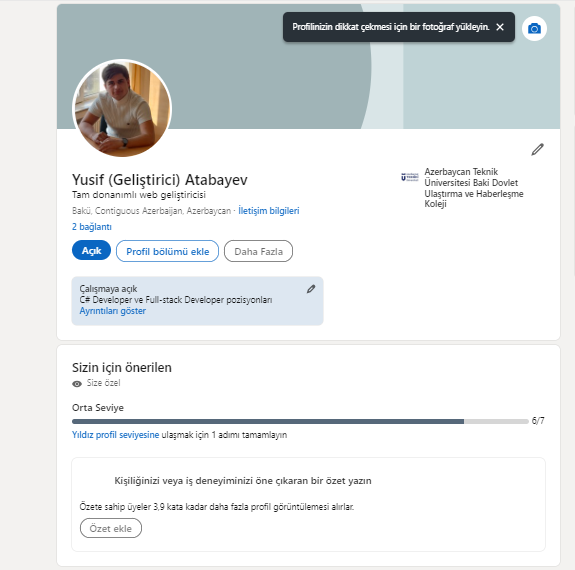 Profilinizin dikkat çekmesi için bir fotoğraf yükleyin. ✕
Yusif (Geliştirici) Atabayev
Tam donanımlı web geliştiricisi
Bakü, Contiguous Azerbaijan, Azerbaycan · İletişim bilgileri
2 bağlantı
Azerbaycan Teknik
Üniversitesi Baki Dovlet
Ulaştırma ve Haberleşme
Koleji
Açık
Profil bölümü ekle
Daha Fazla
Çalışmaya açık
C# Developer ve Full-stack Developer pozisyonları
Ayrıntıları göster
Sizin için önerilen
Size özel
Orta Seviye
6/7
Yıldız profil seviyesine ulaşmak için 1 adımı tamamlayın
Kişiliğinizi veya iş deneyiminizi öne çıkaran bir özet yazın
Özete sahip üyeler 3,9 kata kadar daha fazla profil görüntülemesi alırlar.
Özet ekle